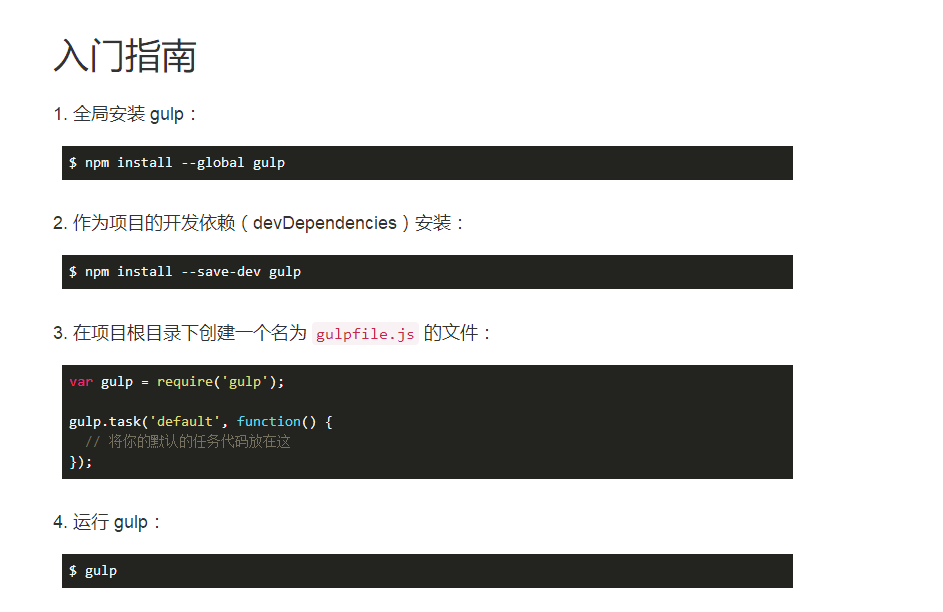 入门指南
1. 全局安装 gulp：
$ npm install --global gulp
2. 作为项目的开发依赖（devDependencies）安装：
$ npm install --save-dev gulp
3. 在项目根目录下创建一个名为 gulpfile.js 的文件：
var gulp = require('gulp');
gulp.task('default', function() {
  // 将你的默认的任务代码放在这
});
4. 运行 gulp：
$ gulp